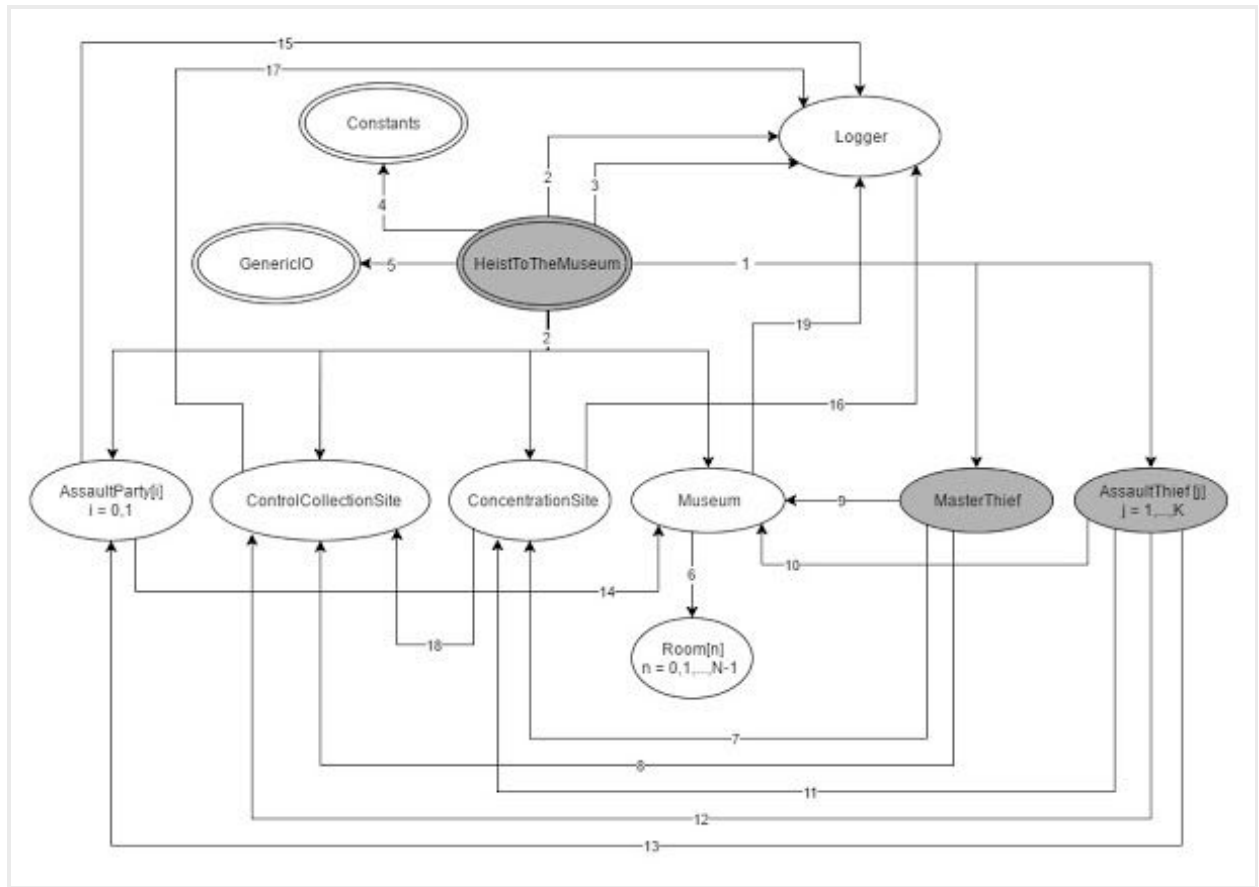 15
17
Constants
Logger
2
3
4
GenericIO
5
HeistToTheMuseum
1
2
19
16
AssaultParty[i]
i = 0,1
ControlCollectionSite
ConcentrationSite
Museum
9
MasterThief
AssaultThief [j]
j = 1,...,K
10
6
14
18
Room[n]
n = 0,1,...,N-1
7
8
11
12
13